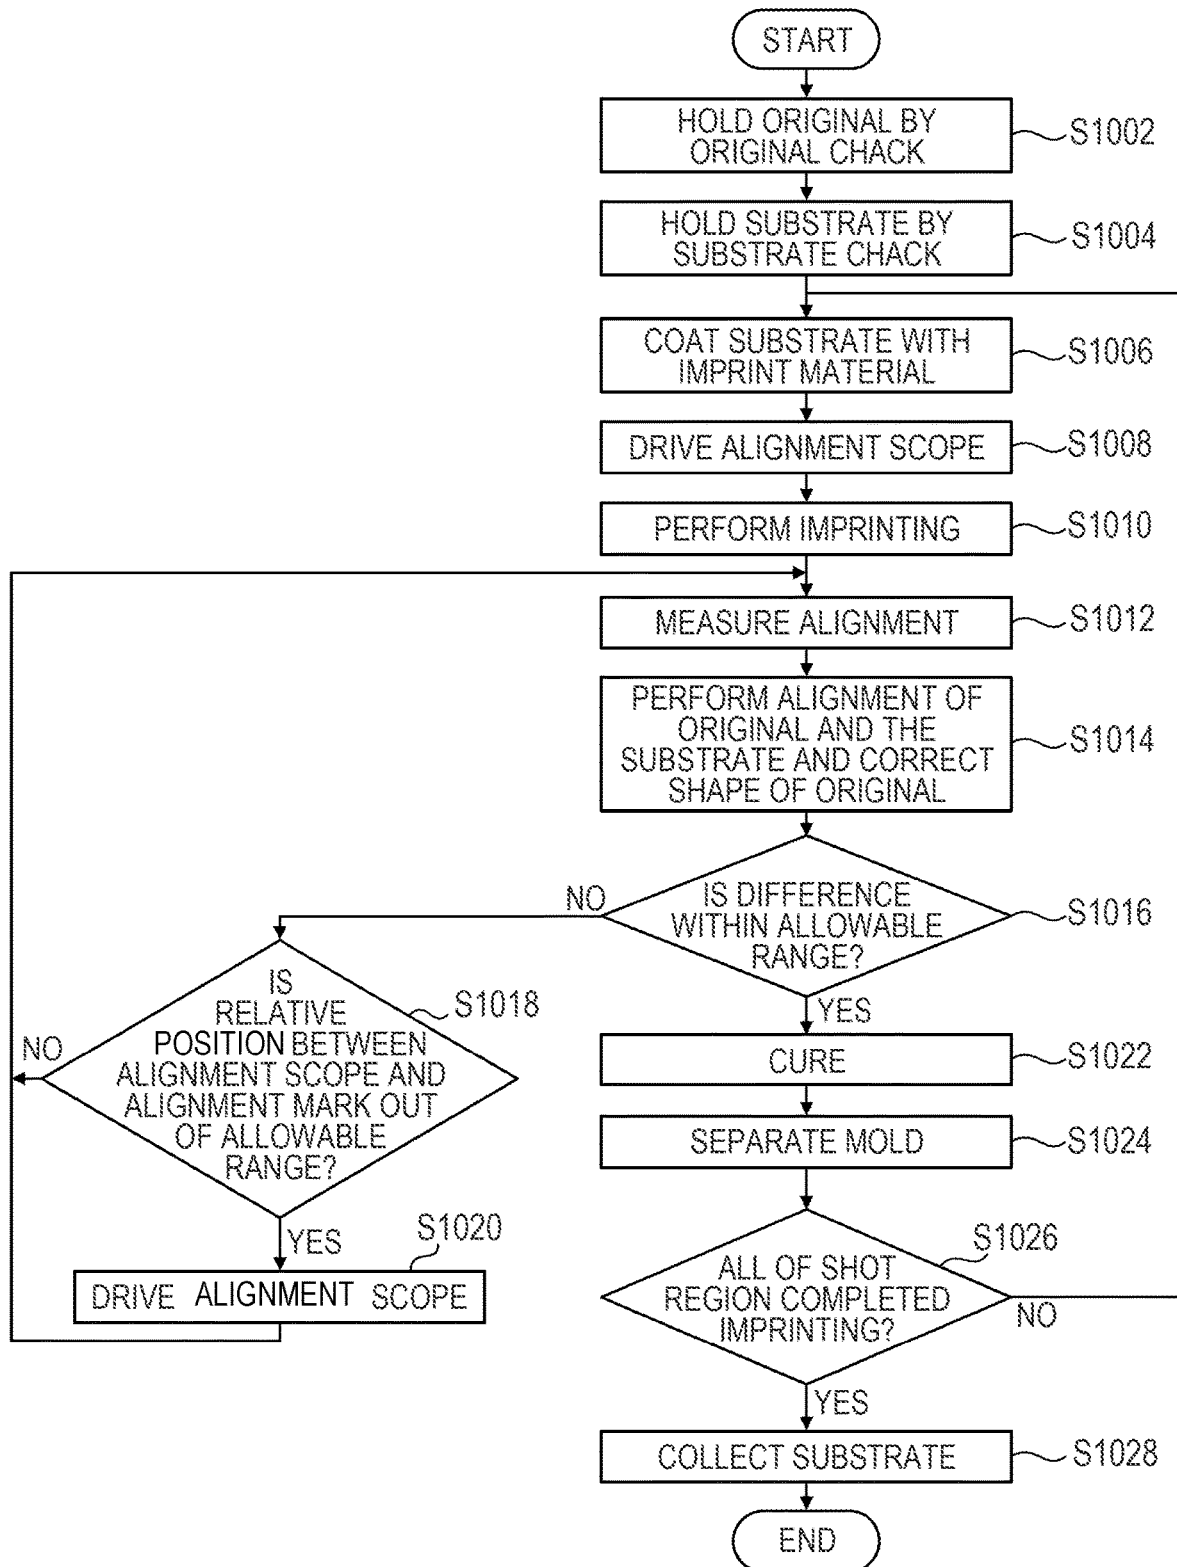 START
HOLD ORIGINAL BY
ORIGINAL CHACK
S1002
HOLD SUBSTRATE BY
SUBSTRATE CHACK
S1004
COAT SUBSTRATE WITH
IMPRINT MATERIAL
S1006
DRIVE ALIGNMENT SCOPE
S1008
PERFORM IMPRINTING
S1010
MEASURE ALIGNMENT
S1012
PERFORM ALIGNMENT OF
ORIGINAL AND THE
SUBSTRATE AND CORRECT
SHAPE OF ORIGINAL
S1014
IS DIFFERENCE
WITHIN ALLOWABLE
RANGE?
S1016
NO
YES
IS
RELATIVE
POSITION BETWEEN
ALIGNMENT SCOPE AND
ALIGNMENT MARK OUT
OF ALLOWABLE
RANGE?
S1018
NO
YES
DRIVE ALIGNMENT SCOPE
S1020
CURE
S1022
SEPARATE MOLD
S1024
ALL OF SHOT
REGION COMPLETED
IMPRINTING?
S1026
NO
YES
COLLECT SUBSTRATE
S1028
END